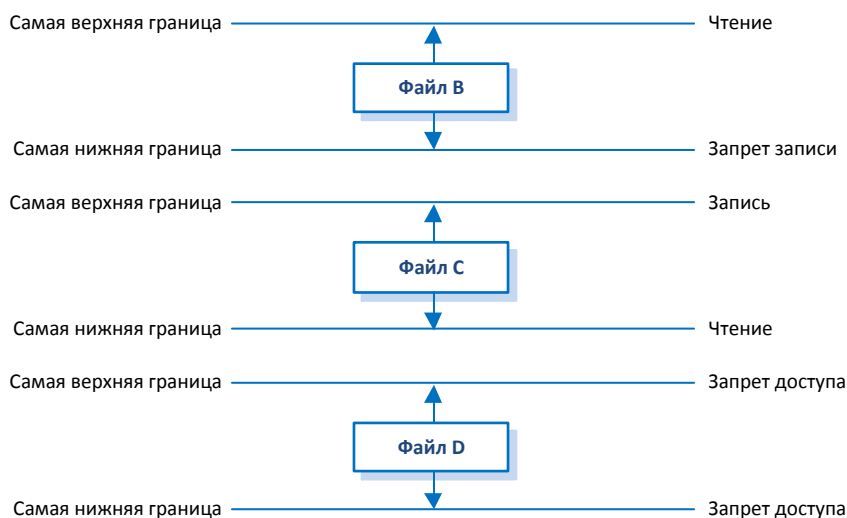 Самая верхняя граница Чтение
Файл B
Самая нижняя граница Запрет записи
Самая верхняя граница Запись
Файл C
Самая нижняя граница Чтение
Самая верхняя граница Запрет доступа
Файл D
Самая нижняя граница Запрет доступа